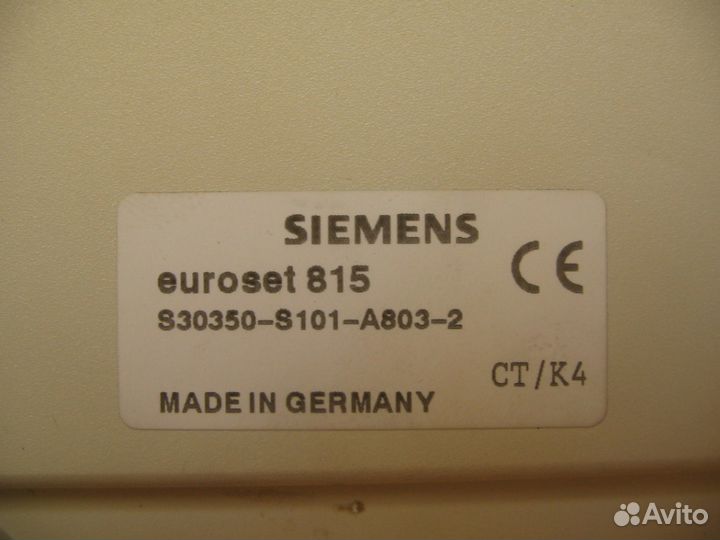 SIEMENS
euroset 815
CE
S30350-S101-A803-2
CT/K4
MADE IN GERMANY
Avito